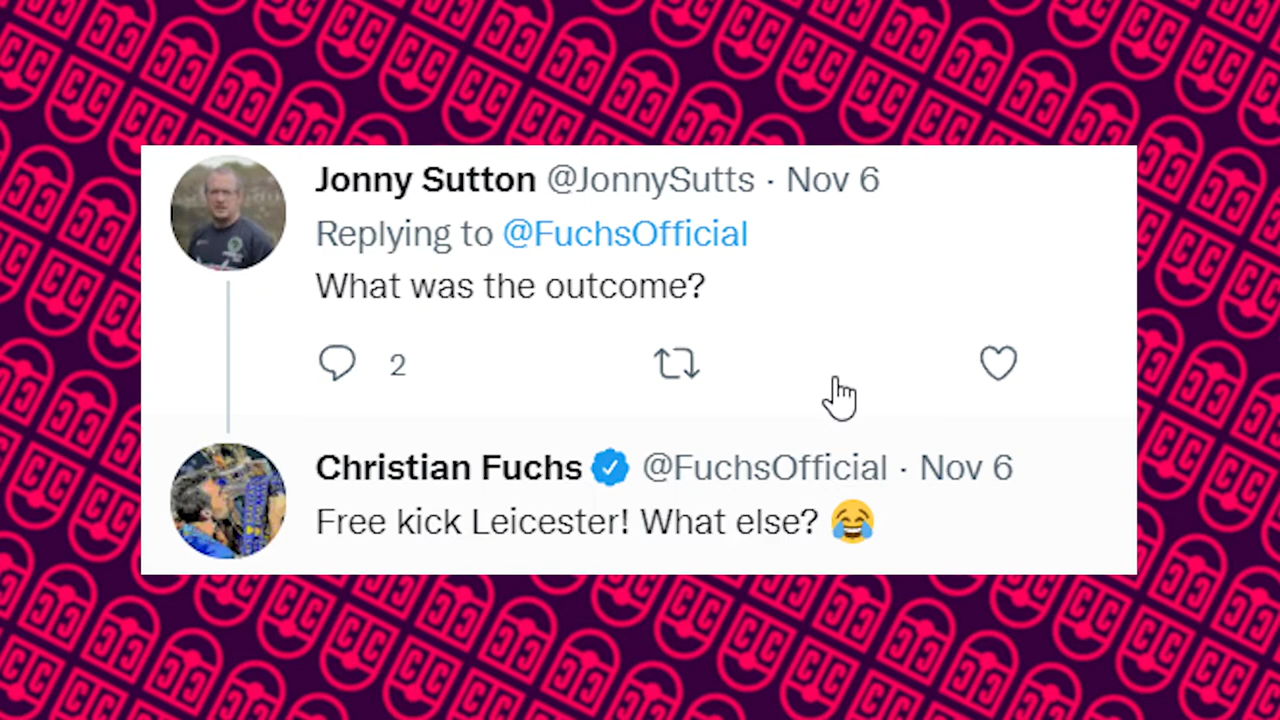 Jonny Sutton @JonnySutts · Nov 6
Replying to @FuchsOfficial
What was the outcome?
2
Christian Fuchs @FuchsOfficial · Nov 6
Free kick Leicester! What else? 😂